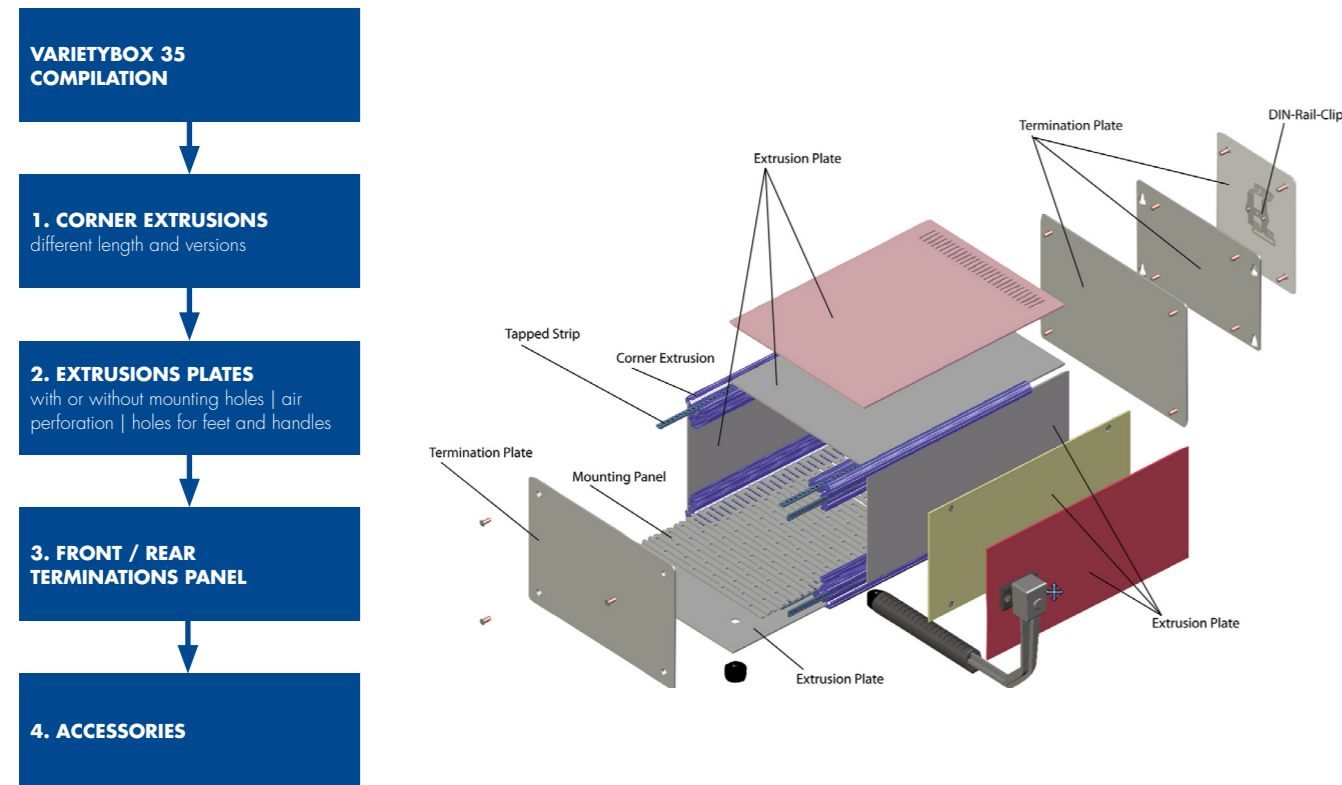 VARIETYBOX 35
COMPILATION
1. CORNER EXTRUSIONS
different length and versions
2. EXTRUSIONS PLATES
with or without mounting holes | air
perforation | holes for feet and handles
3. FRONT / REAR
TERMINATIONS PANEL
4. ACCESSORIES
DIN-Rail-Clip
Termination Plate
Extrusion Plate
Tapped Strip
Corner Extrusion
Termination Plate
Mounting Panel
Extrusion Plate
Extrusion Plate